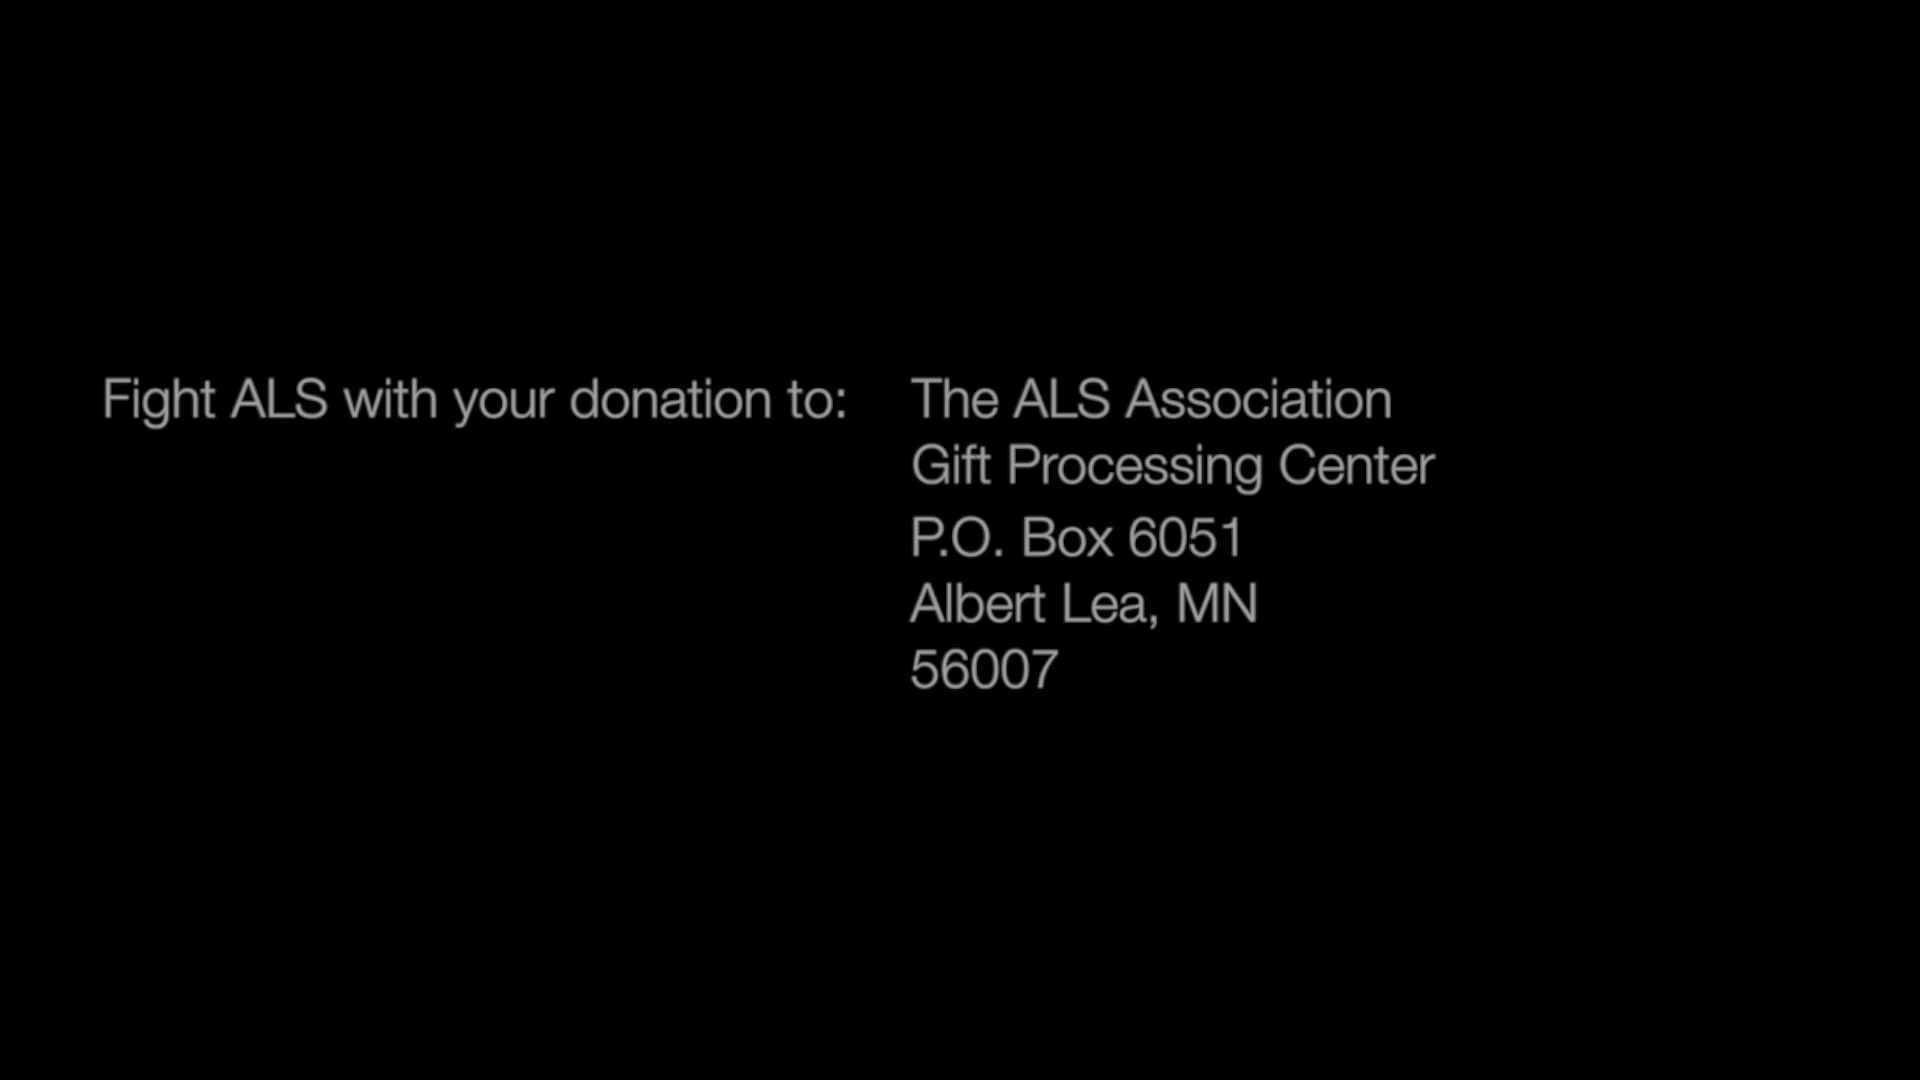 Fight ALS with your donation to:
The ALS Association
Gift Processing Center
P.O. Box 6051
Albert Lea, MN
56007